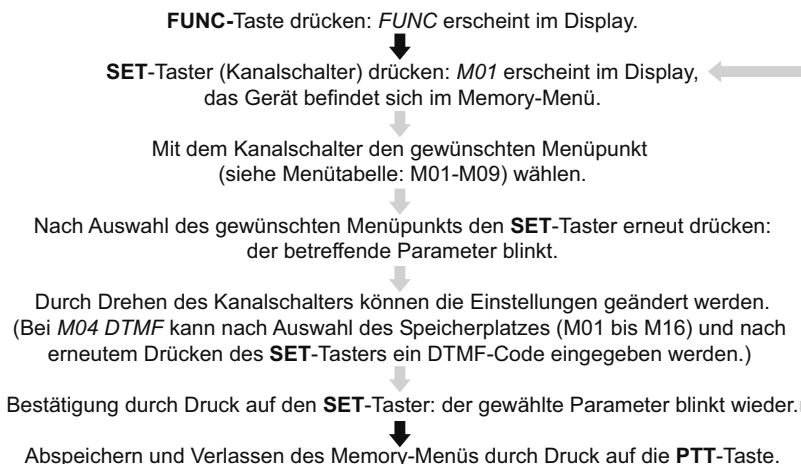 FUNC-Taste drücken: FUNC erscheint im Display.
SET-Taster (Kanalschalter) drücken: M01 erscheint im Display,
das Gerät befindet sich im Memory-Menü.
Mit dem Kanalschalter den gewünschten Menüpunkt
(siehe Menütabelle: M01-M09) wählen.
Nach Auswahl des gewünschten Menüpunkts den SET-Taster erneut drücken:
der betreffende Parameter blinkt.
Durch Drehen des Kanalschalters können die Einstellungen geändert werden.
(Bei M04 DTMF kann nach Auswahl des Speicherplatzes (M01 bis M16) und nach
erneutem Drücken des SET-Tasters ein DTMF-Code eingegeben werden.)
Bestätigung durch Druck auf den SET-Taster: der gewählte Parameter blinkt wieder.
Abspeichern und Verlassen des Memory-Menüs durch Druck auf die PTT-Taste.